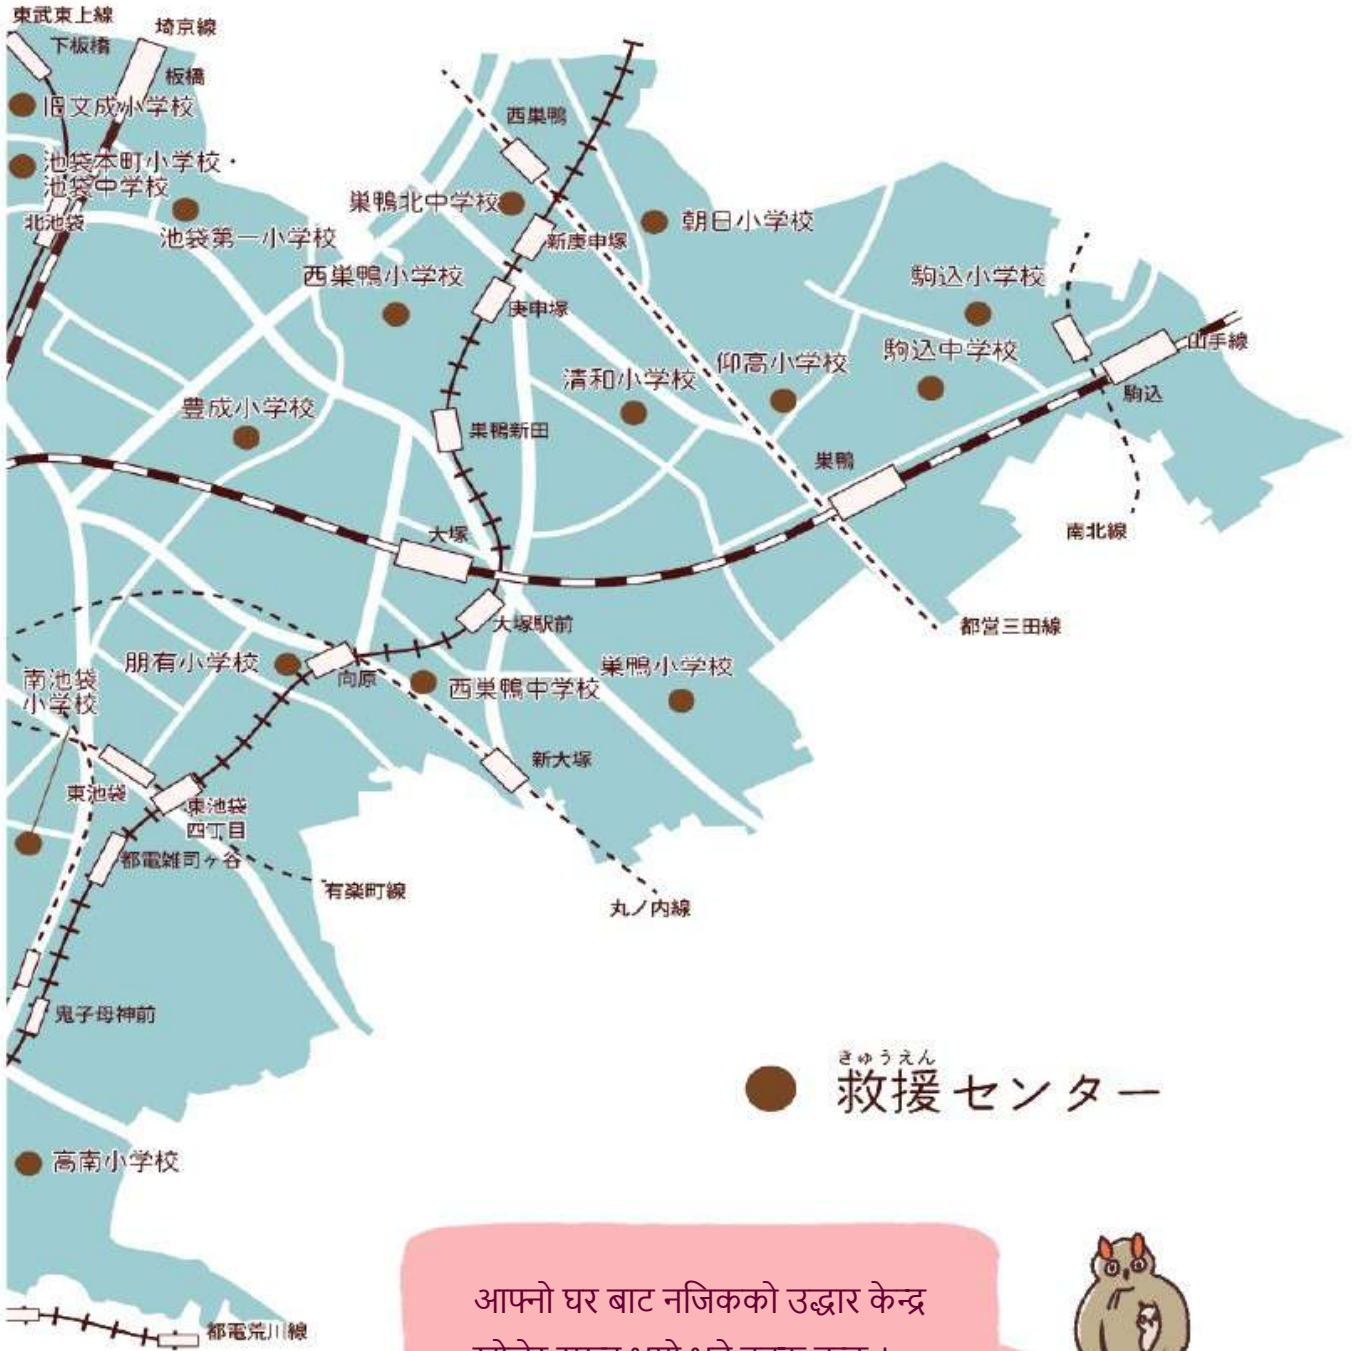 東武東上線
埼京線
下板橋
板橋
旧文成小学校
池袋本町小学校・
池袋中学校
北池袋
池袋第一小学校
西巣鴨
巣鴨北中学校
朝日小学校
新庚申塚
西巣鴨小学校
庚申塚
駒込小学校
山手線
駒込中学校
仰高小学校
清和小学校
駒込
豊成小学校
巣鴨新田
巣鴨
大塚
南北線
大塚駅前
都営三田線
朋有小学校
向原
西巣鴨中学校
巣鴨小学校
南池袋
小学校
新大塚
東池袋
東池袋
四丁目
都電雑司ヶ谷
有楽町線
丸ノ内線
鬼子母神前
きゅうえん
救援センター
高南小学校
आफ्नो घर बाट नजिकको उद्धार केन्द्र
都電荒川線